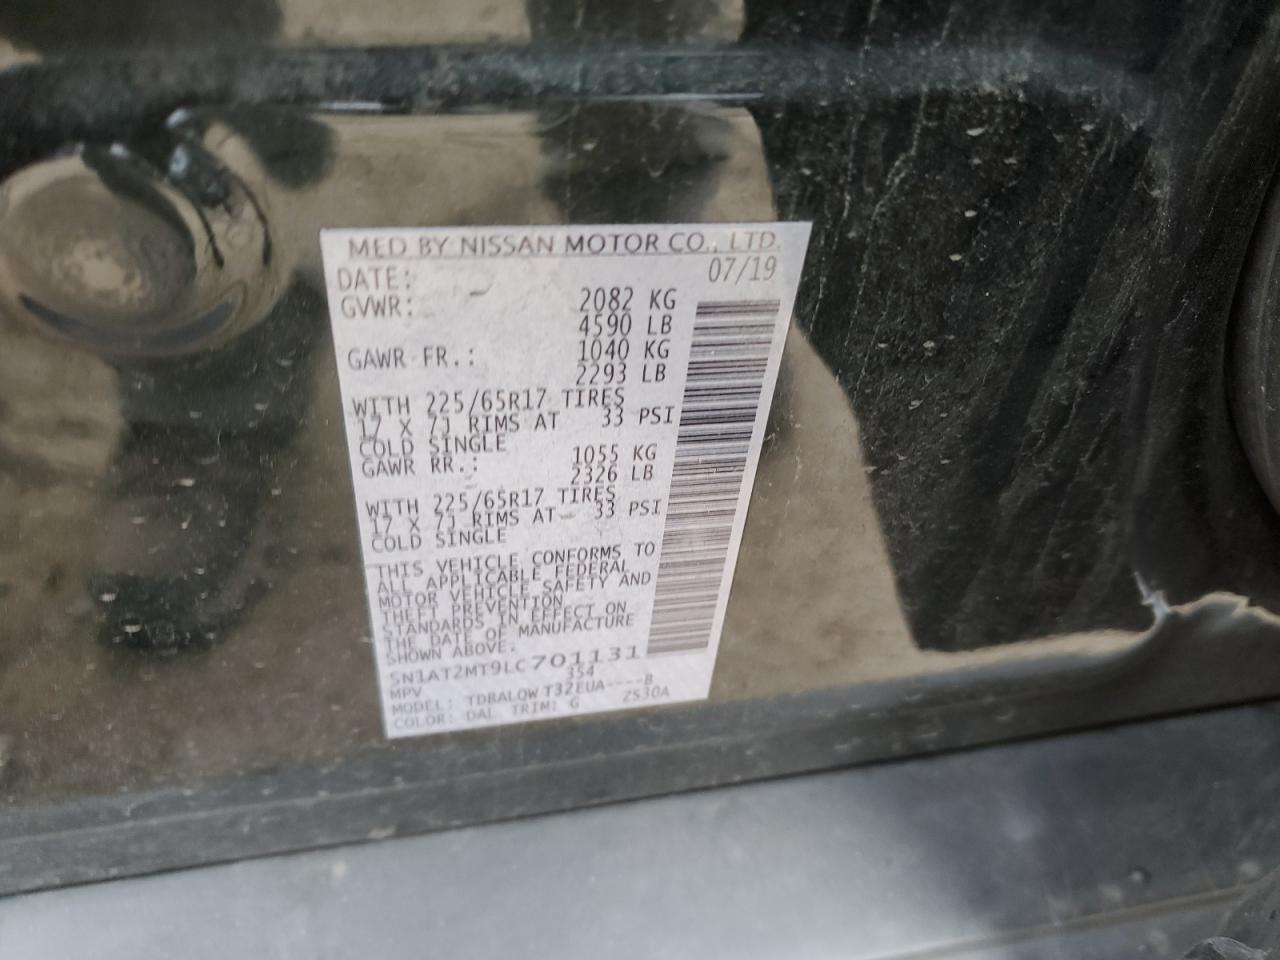 MFD BY NISSAN MOTOR CO., LTD.
DATE: 07/19
GVWR: 2082 KG
4590 LB
GAWR FR.: 1040 KG
2293 LB
WITH 225/65R17 TIRES
17 X 7J RIMS AT 33 PSI
COLD SINGLE
GAWR RR.: 1055 KG
2326 LB
WITH 225/65R17 TIRES
17 X 7J RIMS AT 33 PSI
COLD SINGLE
THIS VEHICLE CONFORMS TO
ALL APPLICABLE FEDERAL
MOTOR VEHICLE SAFETY AND
THEFT PREVENTION
STANDARDS IN EFFECT ON
THE DATE OF MANUFACTURE
SHOWN ABOVE.
5N1AT2MT9LC701131
MPV 354
MODEL: TDBALQW T32EUA----B
COLOR: DAL TRIM: G 2S30A